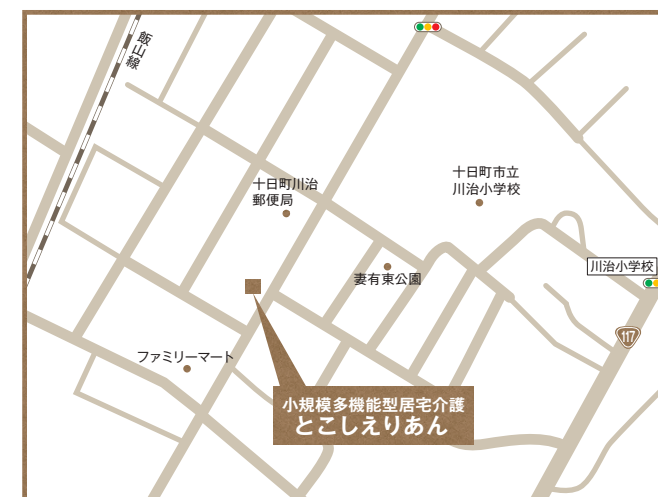 飯山線
十日町川治
郵便局
十日町市立
川治小学校
妻有東公園
川治小学校
117
ファミリーマート
小規模多機能型居宅介護
とこしえりあん